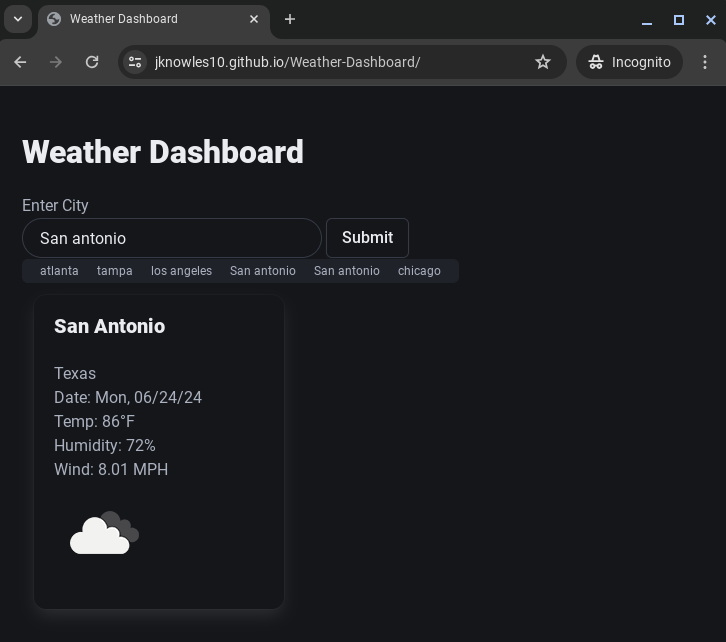 Weather Dashboard
jknowles10.github.io/Weather-Dashboard/ Incognito
Weather Dashboard
Enter City
San antonio Submit
atlanta tampa los angeles San antonio San antonio chicago
San Antonio
Texas
Date: Mon, 06/24/24
Temp: 86°F
Humidity: 72%
Wind: 8.01 MPH